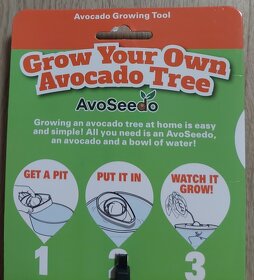 Avocado Growing Tool
Grow Your Own
Avocado Tree
AvoSeedo
Growing an avocado tree at home is easy
and simple! All you need is an AvoSeedo,
an avocado and a bowl of water!
GET A PIT
PUT IT IN
WATCH IT
GROW!
1 2 3